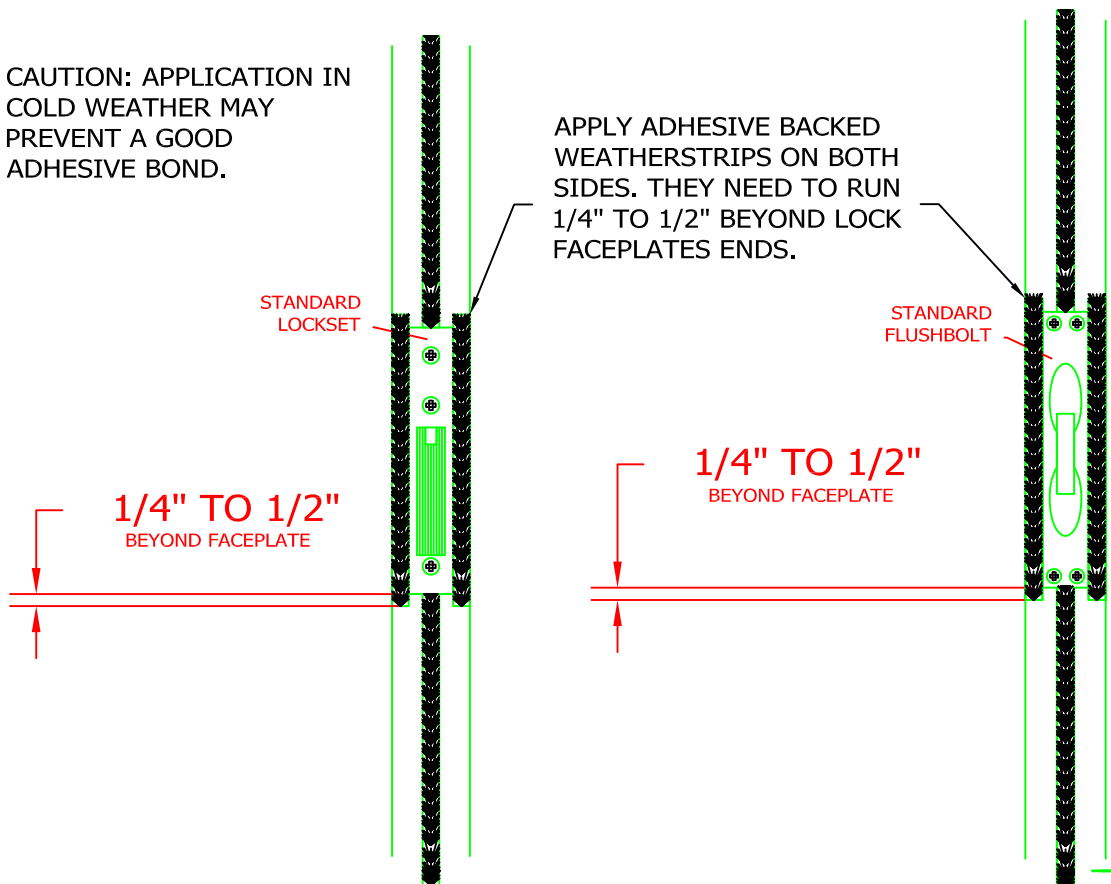 CAUTION: APPLICATION IN
COLD WEATHER MAY
PREVENT A GOOD
ADHESIVE BOND.
APPLY ADHESIVE BACKED
WEATHERSTRIPS ON BOTH
SIDES. THEY NEED TO RUN
1/4" TO 1/2" BEYOND LOCK
FACEPLATES ENDS.
STANDARD
LOCKSET
STANDARD
FLUSHBOLT
1/4" TO 1/2"
BEYOND FACEPLATE
1/4" TO 1/2"
BEYOND FACEPLATE